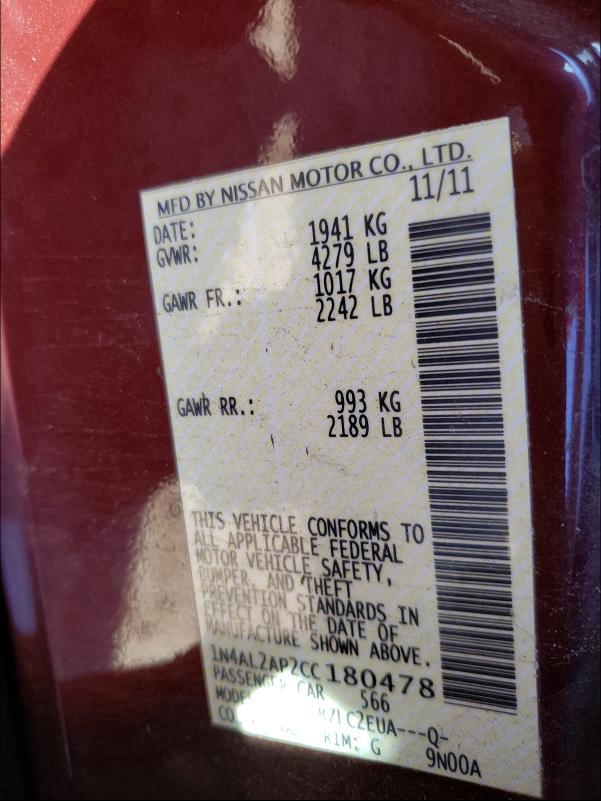 MFD BY NISSAN MOTOR CO., LTD.
DATE: 11/11
GVWR: 1941 KG
4279 LB
GAWR FR.: 1017 KG
2242 LB
GAWR RR.: 993 KG
2189 LB
THIS VEHICLE CONFORMS TO
ALL APPLICABLE FEDERAL
MOTOR VEHICLE SAFETY,
BUMPER, AND THEFT
PREVENTION STANDARDS IN
EFFECT ON THE DATE OF
MANUFACTURE SHOWN ABOVE.
1N4AL2AP2CC180478
PASSENGER CAR 566
LC2EUA---Q-
G 9N00A